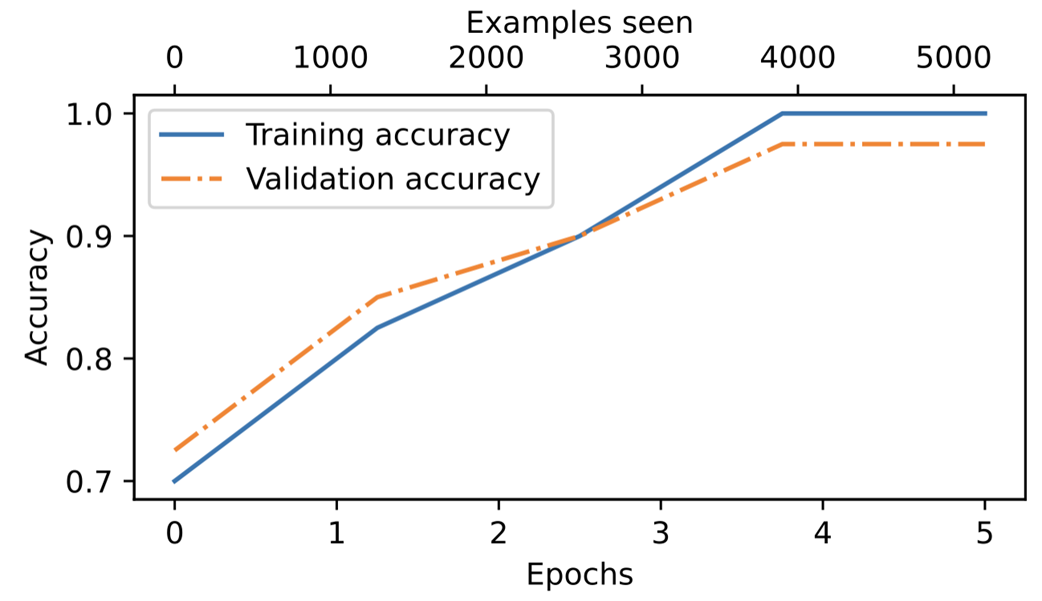 Examples seen
0 1000 2000 3000 4000 5000
1.0
Training accuracy
Validation accuracy
0.9
Accuracy
0.8
0.7
0 1 2 3 4 5
Epochs